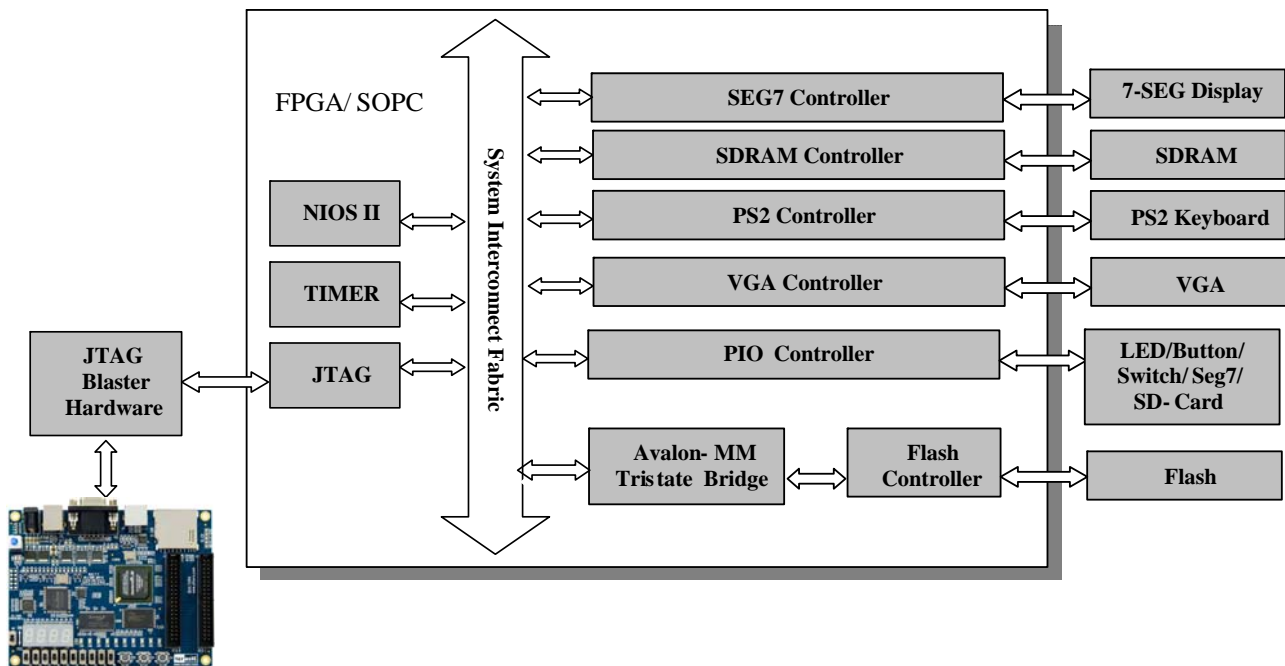 FPGA/ SOPC
System Interconnect Fabric
NIOS II
TIMER
JTAG
JTAG
Blaster
Hardware
SEG7 Controller
7-SEG Display
SDRAM Controller
SDRAM
PS2 Controller
PS2 Keyboard
VGA Controller
VGA
PIO Controller
LED/Button/
Switch/ Seg7/
SD- Card
Avalon- MM
Tristate Bridge
Flash
Controller
Flash